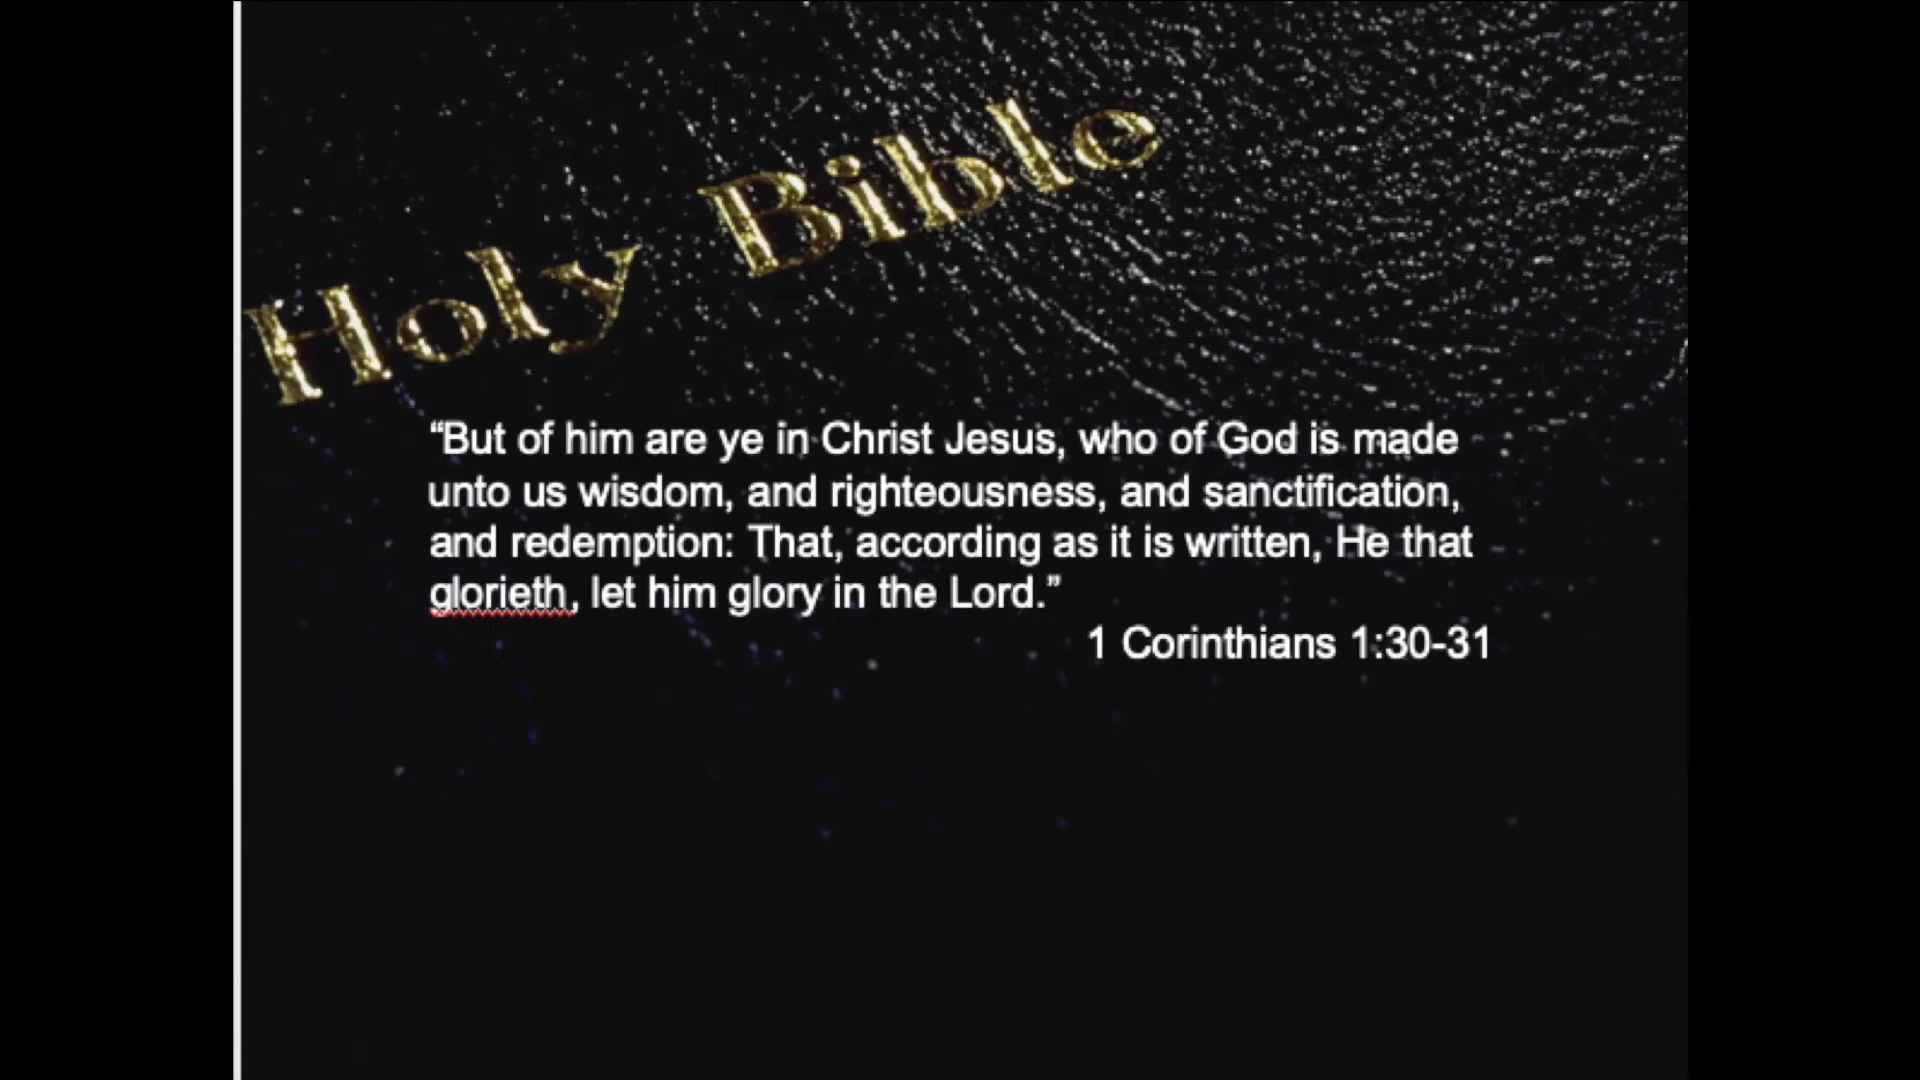 Holy Bible
“But of him are ye in Christ Jesus, who of God is made
unto us wisdom, and righteousness, and sanctification,
and redemption: That, according as it is written, He that
glorieth, let him glory in the Lord.”
1 Corinthians 1:30-31